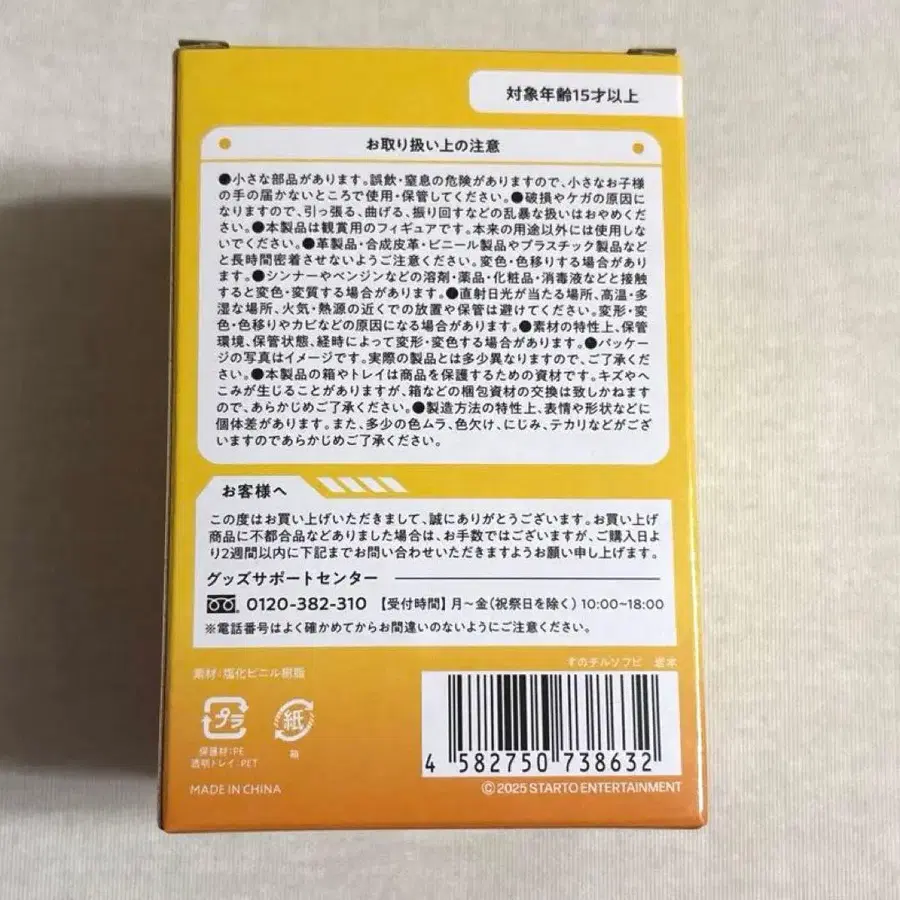 対象年齢15才以上
お取り扱い上の注意
●小さな部品があります。誤飲・窒息の危険がありますので、小さなお子様
の手の届かないところで使用・保管してください。●破損やケガの原因に
なりますので、引っ張る、曲げる、振り回すなどの乱暴な扱いはおやめくだ
さい。●本製品は観賞用のフィギュアです。本来の用途以外には使用しな
いでください。●革製品・合成皮革・ビニール製品やプラスチック製品など
と長時間密着させないようご注意ください。変色・色移りする場合があり
ます。●シンナーやベンジンなどの溶剤・薬品・化粧品・消毒液などと接触
すると変色・変質する場合があります。●直射日光が当たる場所、高温・多
湿な場所、火気・熱源の近くでの放置や保管は避けてください。変形・変
色・色移りやカビなどの原因になる場合があります。●素材の特性上、保管
環境、保管状態、経時によって変形・変色する場合があります。●パッケー
ジの写真はイメージです。実際の製品とは多少異なりますので、ご了承くだ
さい。●本製品の箱やトレイは商品を保護するための資材です。キズやへ
こみが生じることがありますが、箱などの梱包資材の交換は致しかねます
ので、あらかじめご了承ください。●製造方法の特性上、表情や形状などに
個体差があります。また、多少の色ムラ、色欠け、にじみ、テカリなどがござ
いますのであらかじめご了承ください。
お客様へ
この度はお買い上げいただきまして、誠にありがとうございます。お買い上げ
商品に不都合品などありました場合は、お手数ではございますが、ご購入日よ
り2週間以内に下記までお問い合わせいただきますようお願い申し上げます。
グッズサポートセンター
0120-382-310 【受付時間】月~金(祝祭日を除く)10:00~18:00
※電話番号はよく確かめてからお間違いのないようにご注意ください。
すのチルソフビ
素材:塩化ビニル樹脂
プラ
紙
保護材:PE
透明トレイ:PET
箱
4 582750 738632
MADE IN CHINA
©2025 STARTO ENTERTAINMENT